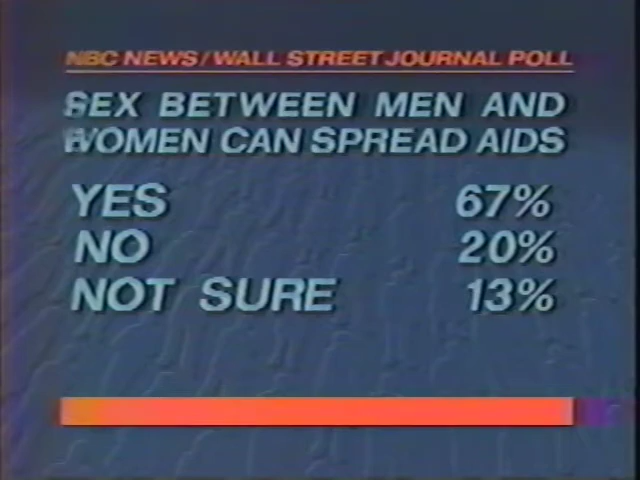 NBC NEWS / WALL STREET JOURNAL POLL
SEX BETWEEN MEN AND
WOMEN CAN SPREAD AIDS
YES 67%
NO 20%
NOT SURE 13%